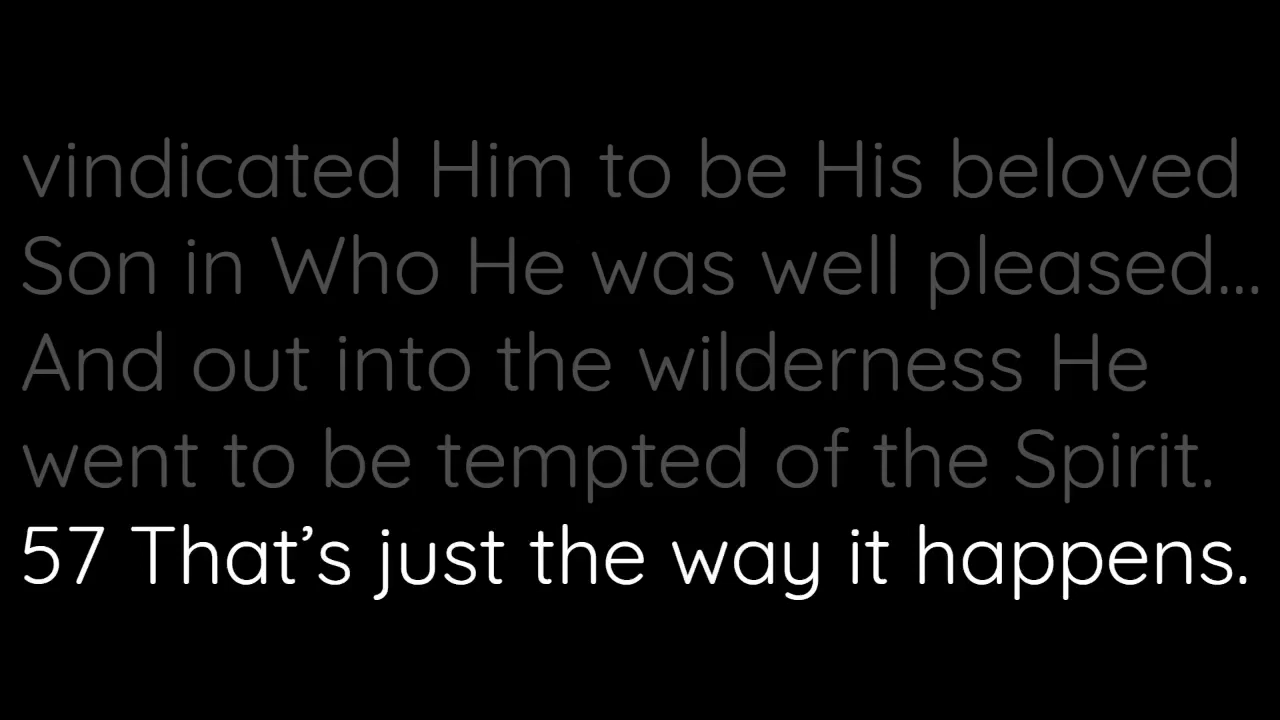 vindicated Him to be His beloved
Son in Who He was well pleased...
And out into the wilderness He
went to be tempted of the Spirit.
57 That’s just the way it happens.